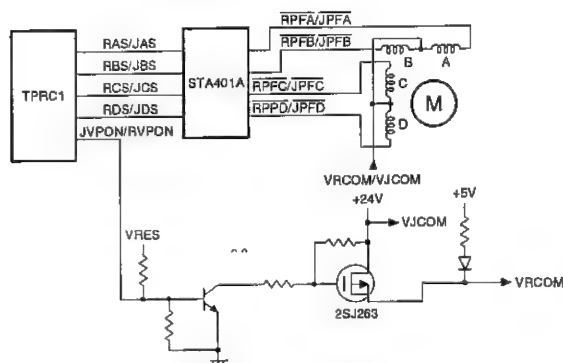 RPFA/JPFA
RAS/JAS
RPFB/JPFB
RBS/JBS
B
A
TPRC1
RCS/JCS
STA401A
RPFC/JPFC
C
M
RDS/JDS
RPPD/JPFD
D
JVPON/RVPON
VRCOM/VJCOM
+24V
+5V
VRES
VJCOM
VRCOM
2SJ263